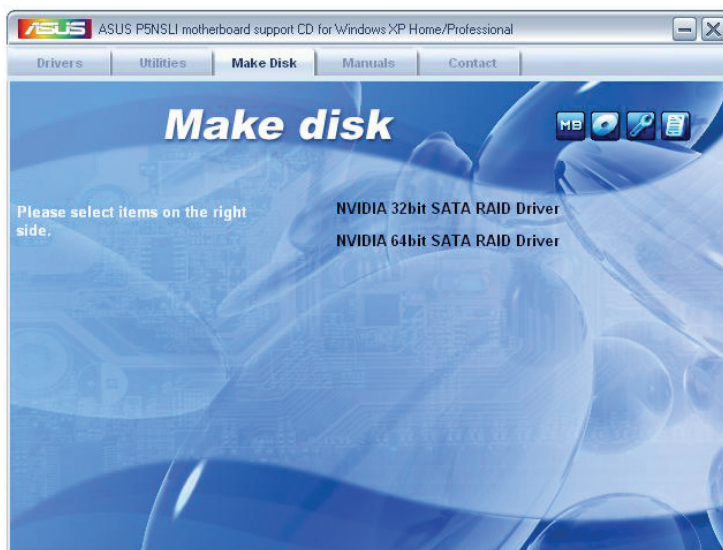 ASUS ASUS P5NSLI motherboard support CD for Windows XP Home/Professional
Drivers Utilities Make Disk Manuals Contact
Make disk
MB
Please select items on the right
side.
NVIDIA 32bit SATA RAID Driver
NVIDIA 64bit SATA RAID Driver